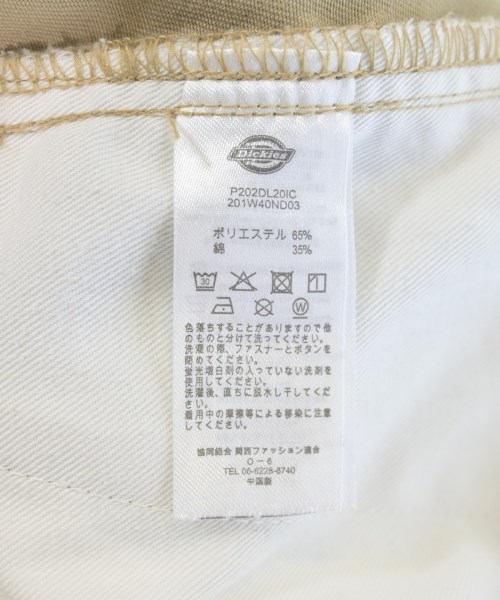 Dickies
P202DL20IC
201W40ND03
ポリエステル 65%
綿 35%
30
W
色落ちすることがありますので他
のものと分けて洗ってください。
洗濯の際、ファスナーとボタンを
閉めてください。
蛍光増白剤の入っていない洗剤を
使用してください。
洗濯後、直ちに脱水し干してくださ
い。
着用中の摩擦等による移染に注意
してください。
協同組合 関西ファッション連合
O－6
TEL 06-6228-6740
中国製